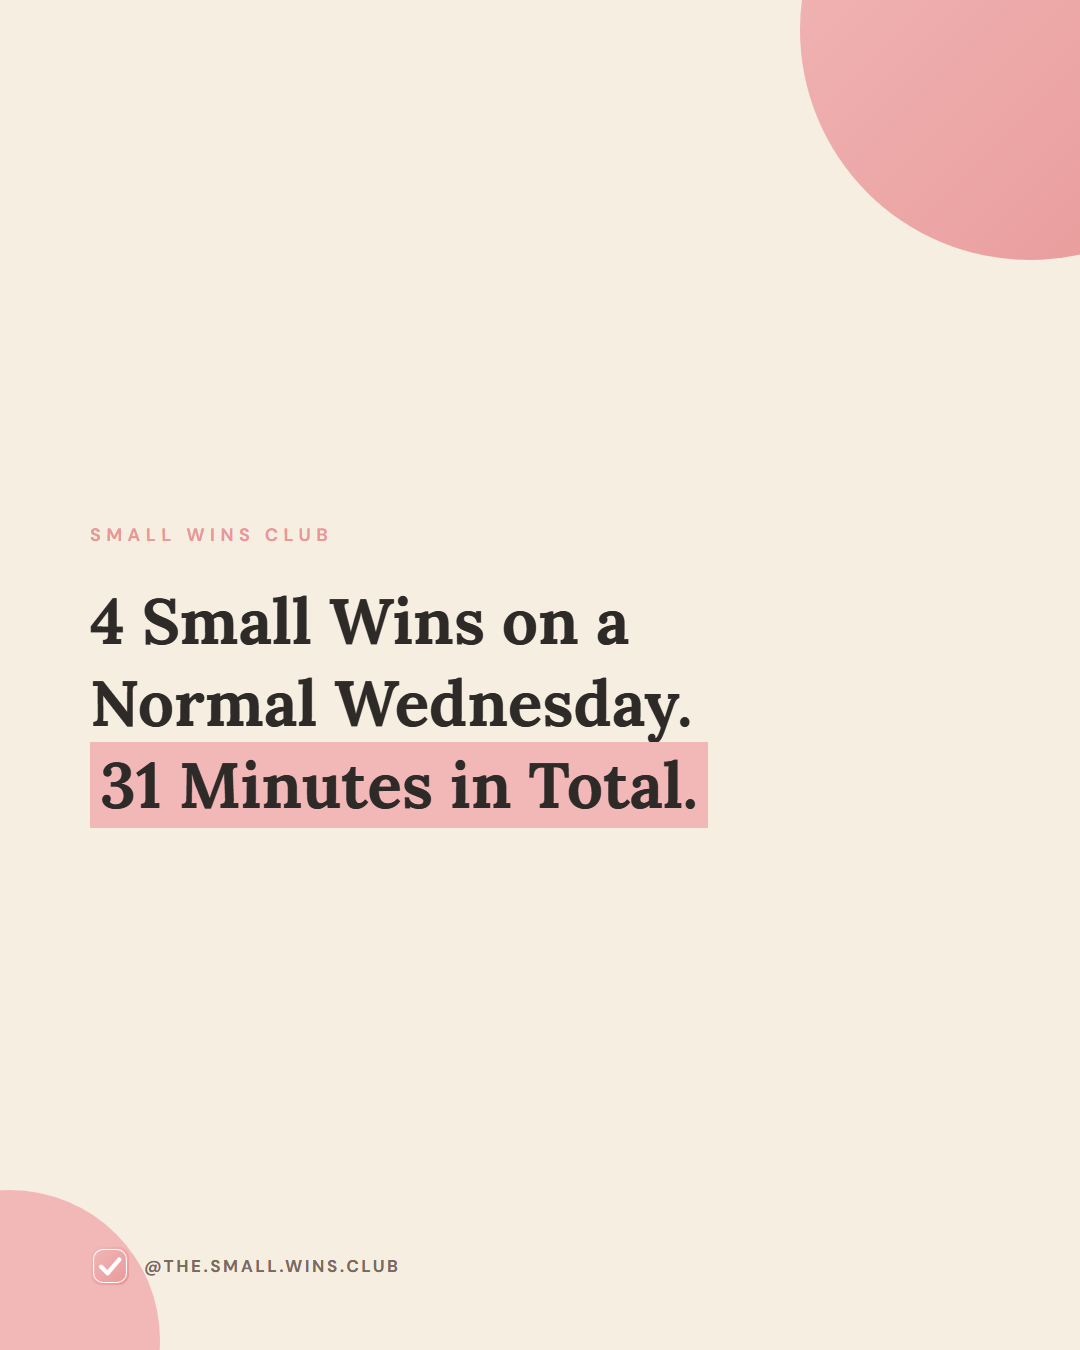 SMALL WINS CLUB
4 Small Wins on a
Normal Wednesday.
31 Minutes in Total.
@THE.SMALL.WINS.CLUB